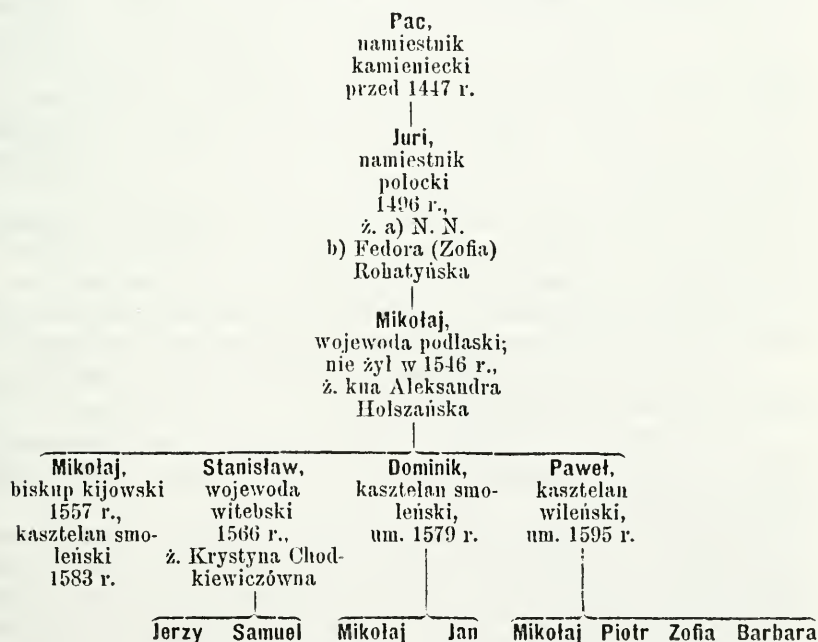 Pac,
namiestnik
kamieniecki
przed 1447 r.
Juri,
namiestnik
połocki
1496 r.,
ż. a) N. N.
b) Fedora (Zofia)
Rohatyńska
Mikołaj,
wojewoda podlaski;
nie żył w 1546 r.,
ż. kna Aleksandra
Holszańska
Mikołaj,
biskup kijowski
1557 r.,
kasztelan smo-
leński
1583 r.
Stanisław,
wojewoda
witebski
1566 r.,
ż. Krystyna Chod-
kiewiczówna
Dominik,
kasztelan smo-
leński,
um. 1579 r.
Paweł,
kasztelan
wileński,
um. 1595 r.
Jerzy Samuel Mikołaj Jan Mikołaj Piotr Zofia Barbara